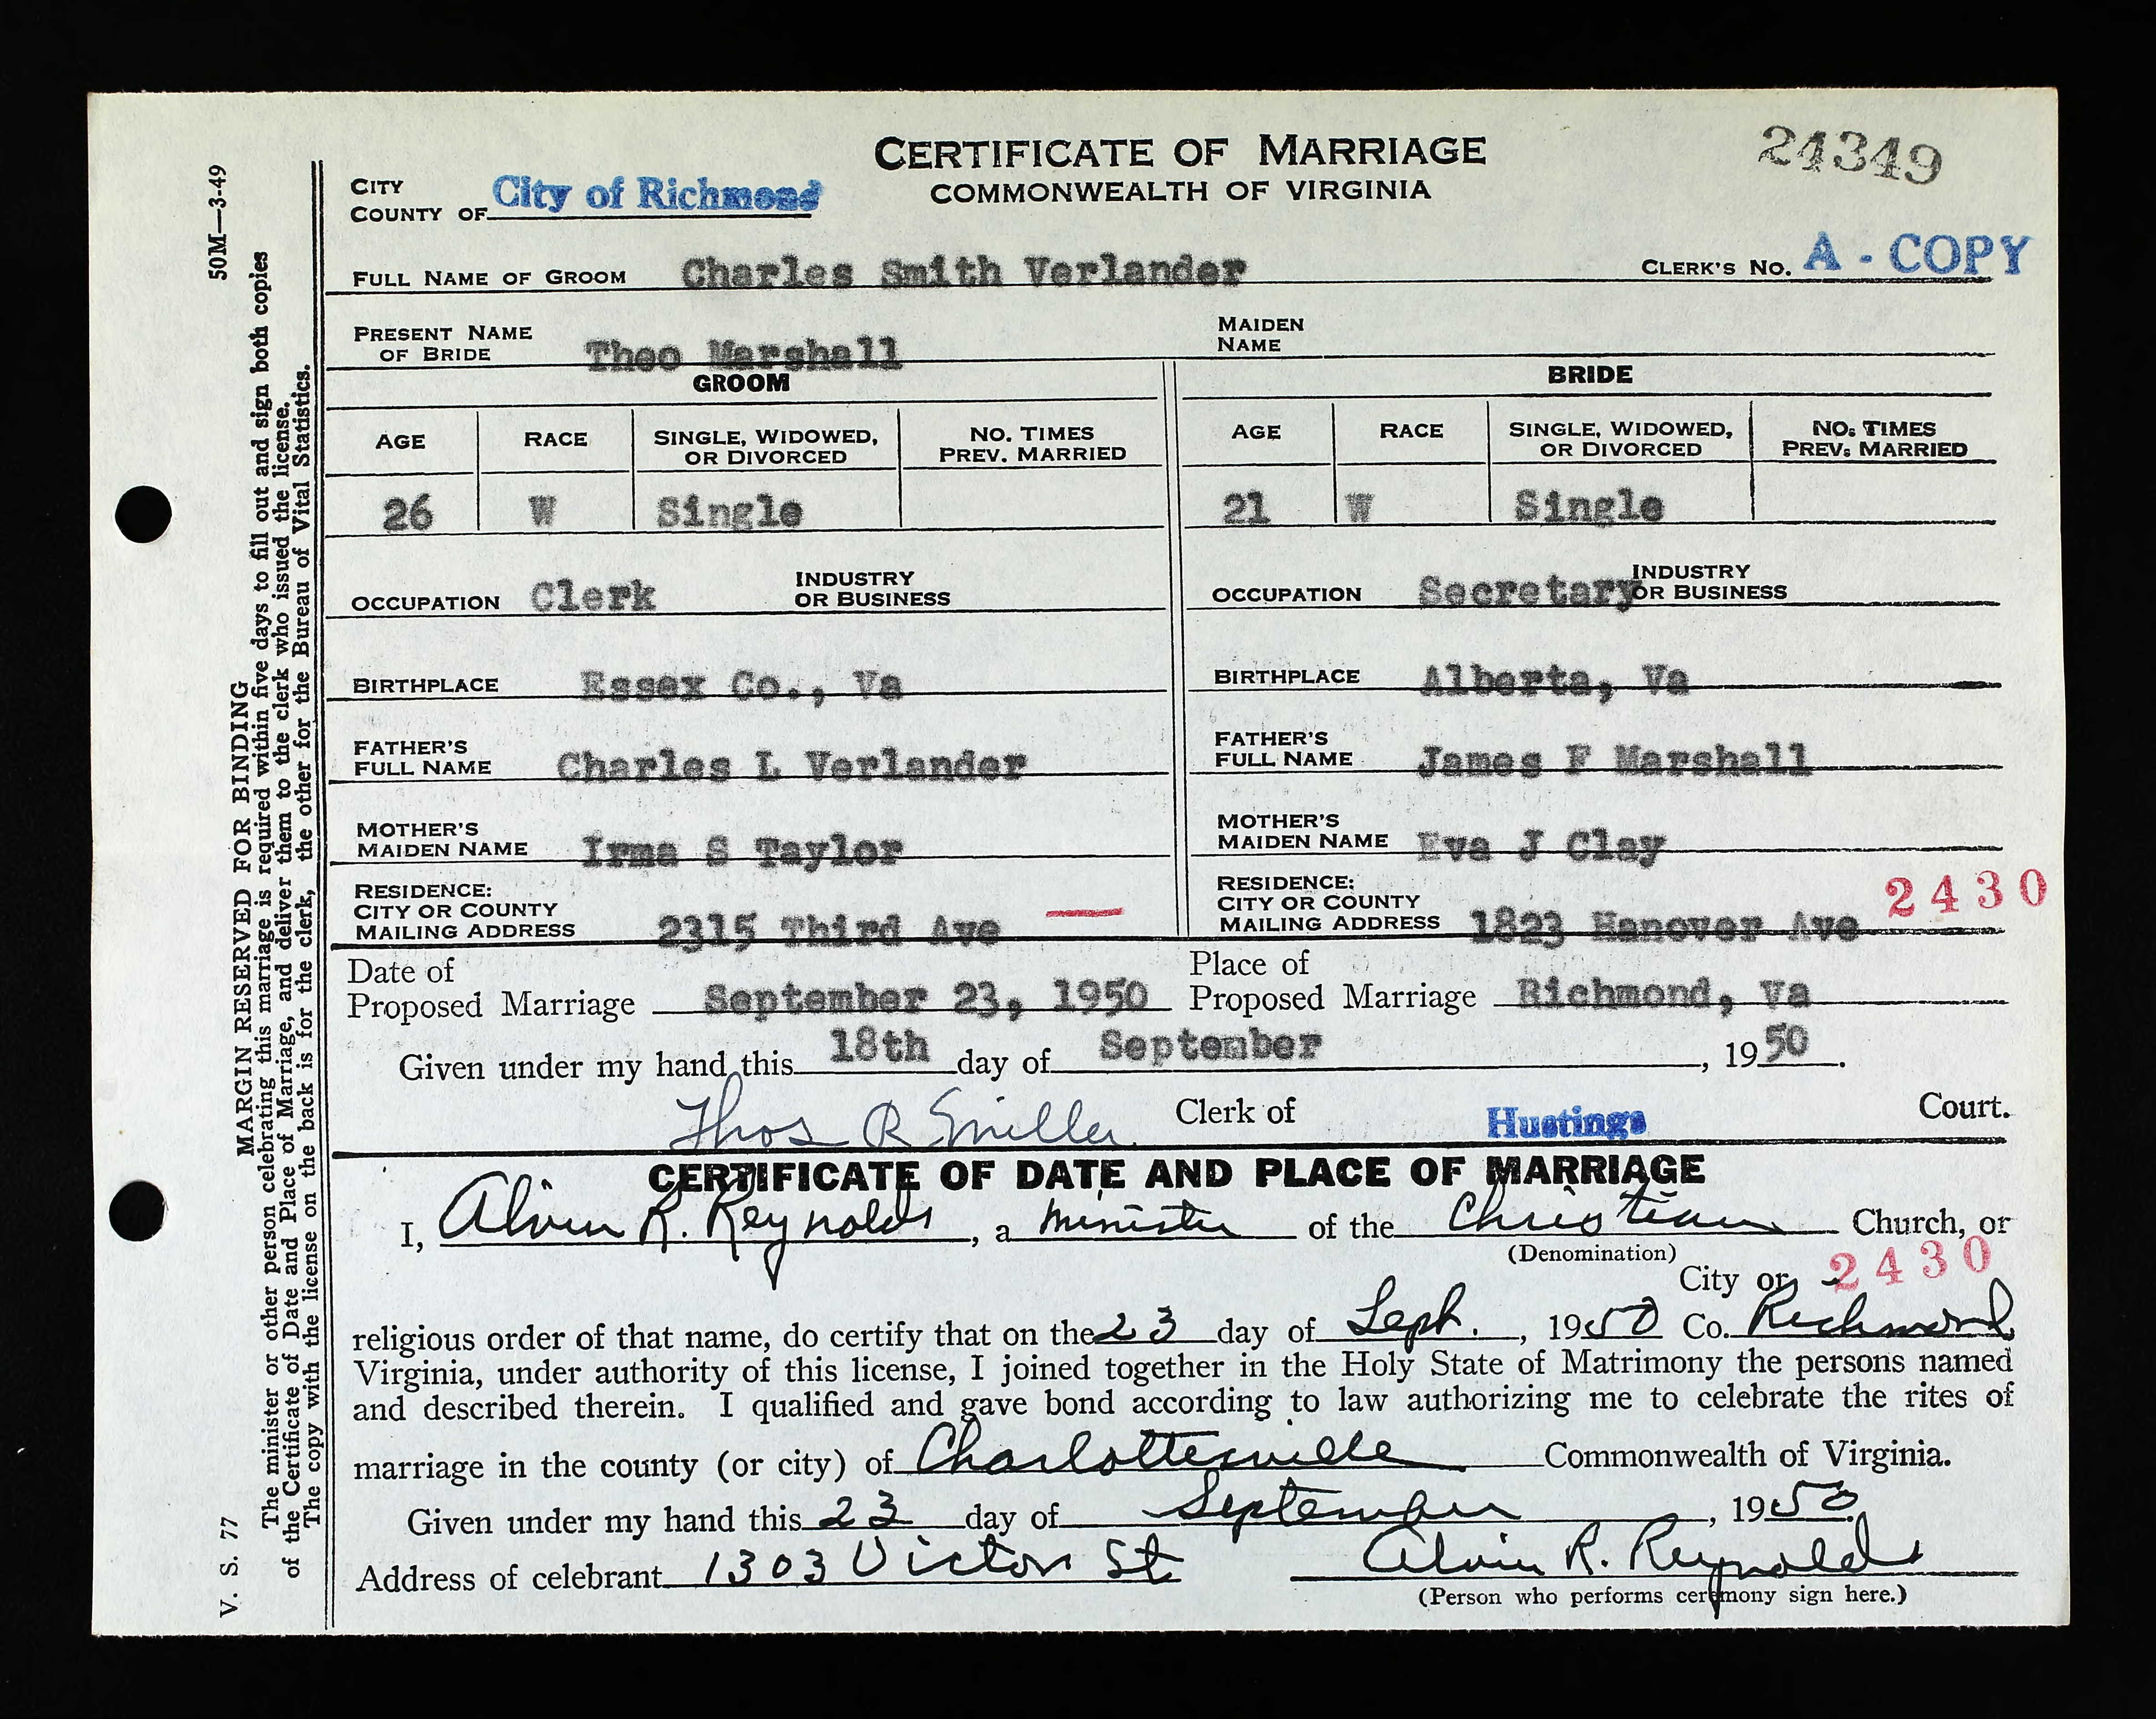 50M—3-49
MARGIN RESERVED FOR BINDING
The minister or other person celebrating this marriage is required within five days to fill out and sign both copies
of the Certificate of Date and Place of Marriage, and deliver them to the clerk who issued the license.
The copy with the license on the back is for the clerk, the other for the Bureau of Vital Statistics.
V. S. 77
CERTIFICATE OF MARRIAGE
COMMONWEALTH OF VIRGINIA
24349
CITY
COUNTY OF City of Richmond
FULL NAME OF GROOM Charles Smith Verlander CLERK'S NO. A - COPY
PRESENT NAME OF BRIDE Theo Marshall MAIDEN NAME
GROOM BRIDE
AGE RACE SINGLE, WIDOWED, OR DIVORCED NO. TIMES PREV. MARRIED AGE RACE SINGLE, WIDOWED, OR DIVORCED NO. TIMES PREV. MARRIED
26 W Single 21 W Single
OCCUPATION Clerk INDUSTRY OR BUSINESS OCCUPATION Secretary INDUSTRY OR BUSINESS
BIRTHPLACE Essex Co., Va BIRTHPLACE Alberta, Va
FATHER'S FULL NAME Charles L Verlander FATHER'S FULL NAME James F Marshall
MOTHER'S MAIDEN NAME Irma S Taylor MOTHER'S MAIDEN NAME Eva J Clay
RESIDENCE: CITY OR COUNTY MAILING ADDRESS 2315 Third Ave RESIDENCE: CITY OR COUNTY MAILING ADDRESS 1823 Hanover Ave 2430
Date of Proposed Marriage September 23, 1950 Place of Proposed Marriage Richmond, Va
Given under my hand this 18th day of September, 1950.
Thos R Miller Clerk of Hustings Court.
CERTIFICATE OF DATE AND PLACE OF MARRIAGE
I, Alvin R. Reynolds, a minister of the Christian Church, or
(Denomination)
City or 2430
religious order of that name, do certify that on the 23 day of Sept., 1950 Co. Richmond
Virginia, under authority of this license, I joined together in the Holy State of Matrimony the persons named
and described therein. I qualified and gave bond according to law authorizing me to celebrate the rites of
marriage in the county (or city) of Charlottesville Commonwealth of Virginia.
Given under my hand this 23 day of September, 1950
Address of celebrant 1303 Victor St Alvin R. Reynolds
(Person who performs ceremony sign here.)